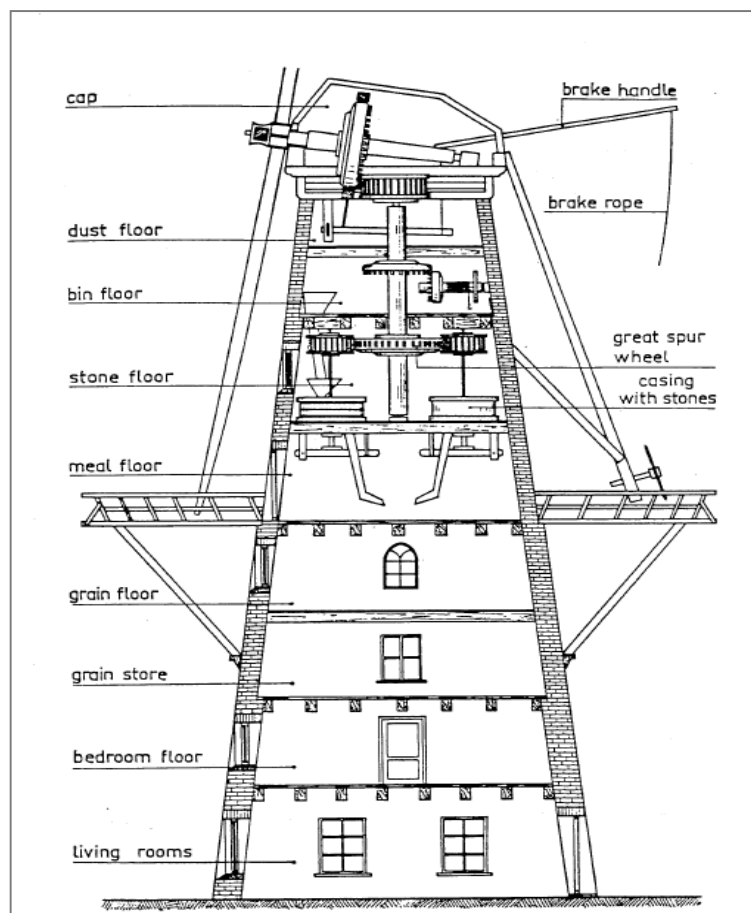 cap
brake handle
brake rope
dust floor
bin floor
great spur
wheel
stone floor
casing
with stones
meal floor
grain floor
grain store
bedroom floor
living rooms